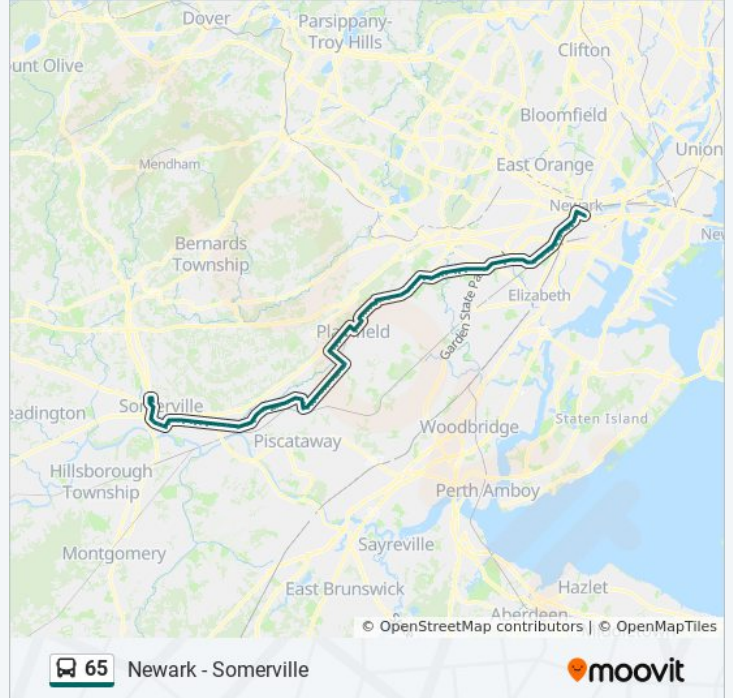 Dover
Parsippany-
Troy Hills
Clifton
ount Olive
Bloomfield
East Orange
Union
Mendham
Newark
Bernards
Township
Elizabeth
Garden State Pa
Plainfield
Somerville
eadington
Piscataway
Woodbridge
Staten Island
Hillsborough
Township
Perth Amboy
Sayreville
Montgomery
East Brunswick
Hazlet
Aberdeen
© OpenStreetMap contributors | © OpenMapTiles
65 Newark - Somerville
moovit